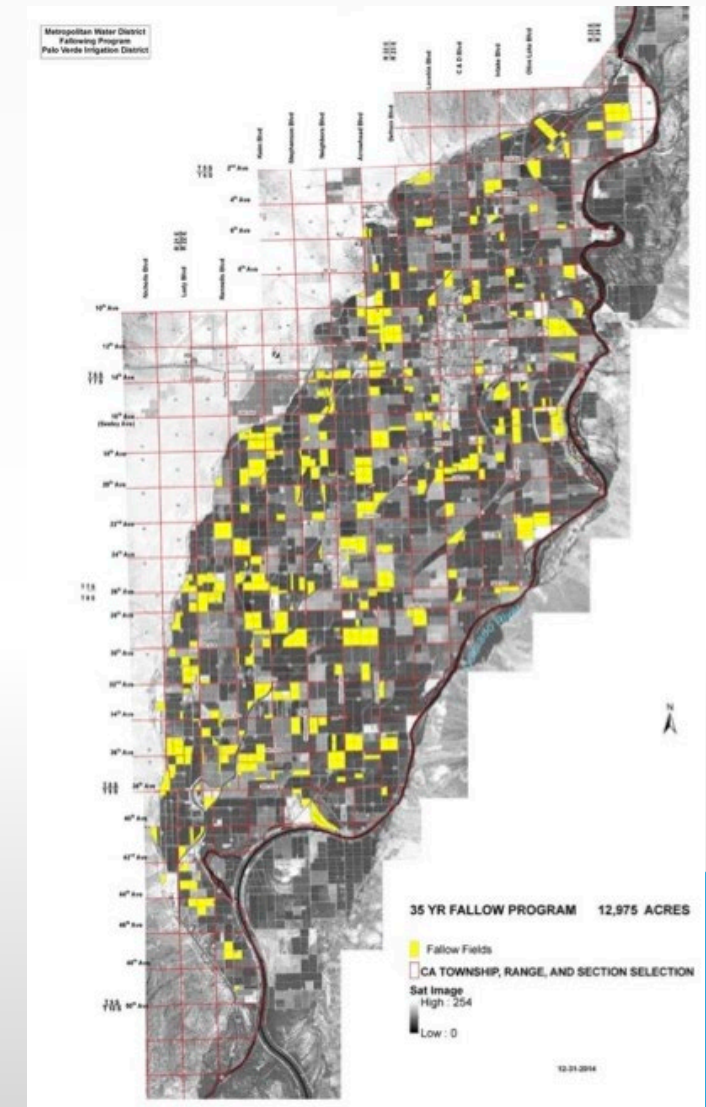 Metropolitan Water District
Fallowing Program
Palo Verde Irrigation District
Lovekin Blvd
C & D Blvd
Intake Blvd
Olive Lake Blvd
Keim Blvd
Stephenson Blvd
Neighbors Blvd
Arrowhead Blvd
Defrain Blvd
2nd Ave
4th Ave
6th Ave
8th Ave
Nicholls Blvd
Lady Blvd
Rannells Blvd
10th Ave
12th Ave
14th Ave
16th Ave
18th Ave
20th Ave
22nd Ave
24th Ave
26th Ave
28th Ave
30th Ave
32nd Ave
34th Ave
36th Ave
38th Ave
40th Ave
42nd Ave
44th Ave
46th Ave
48th Ave
50th Ave
N
35 YR FALLOW PROGRAM 12,975 ACRES
Fallow Fields
CA TOWNSHIP, RANGE, AND SECTION SELECTION
Sat Image
High : 254
Low : 0
12-31-2014